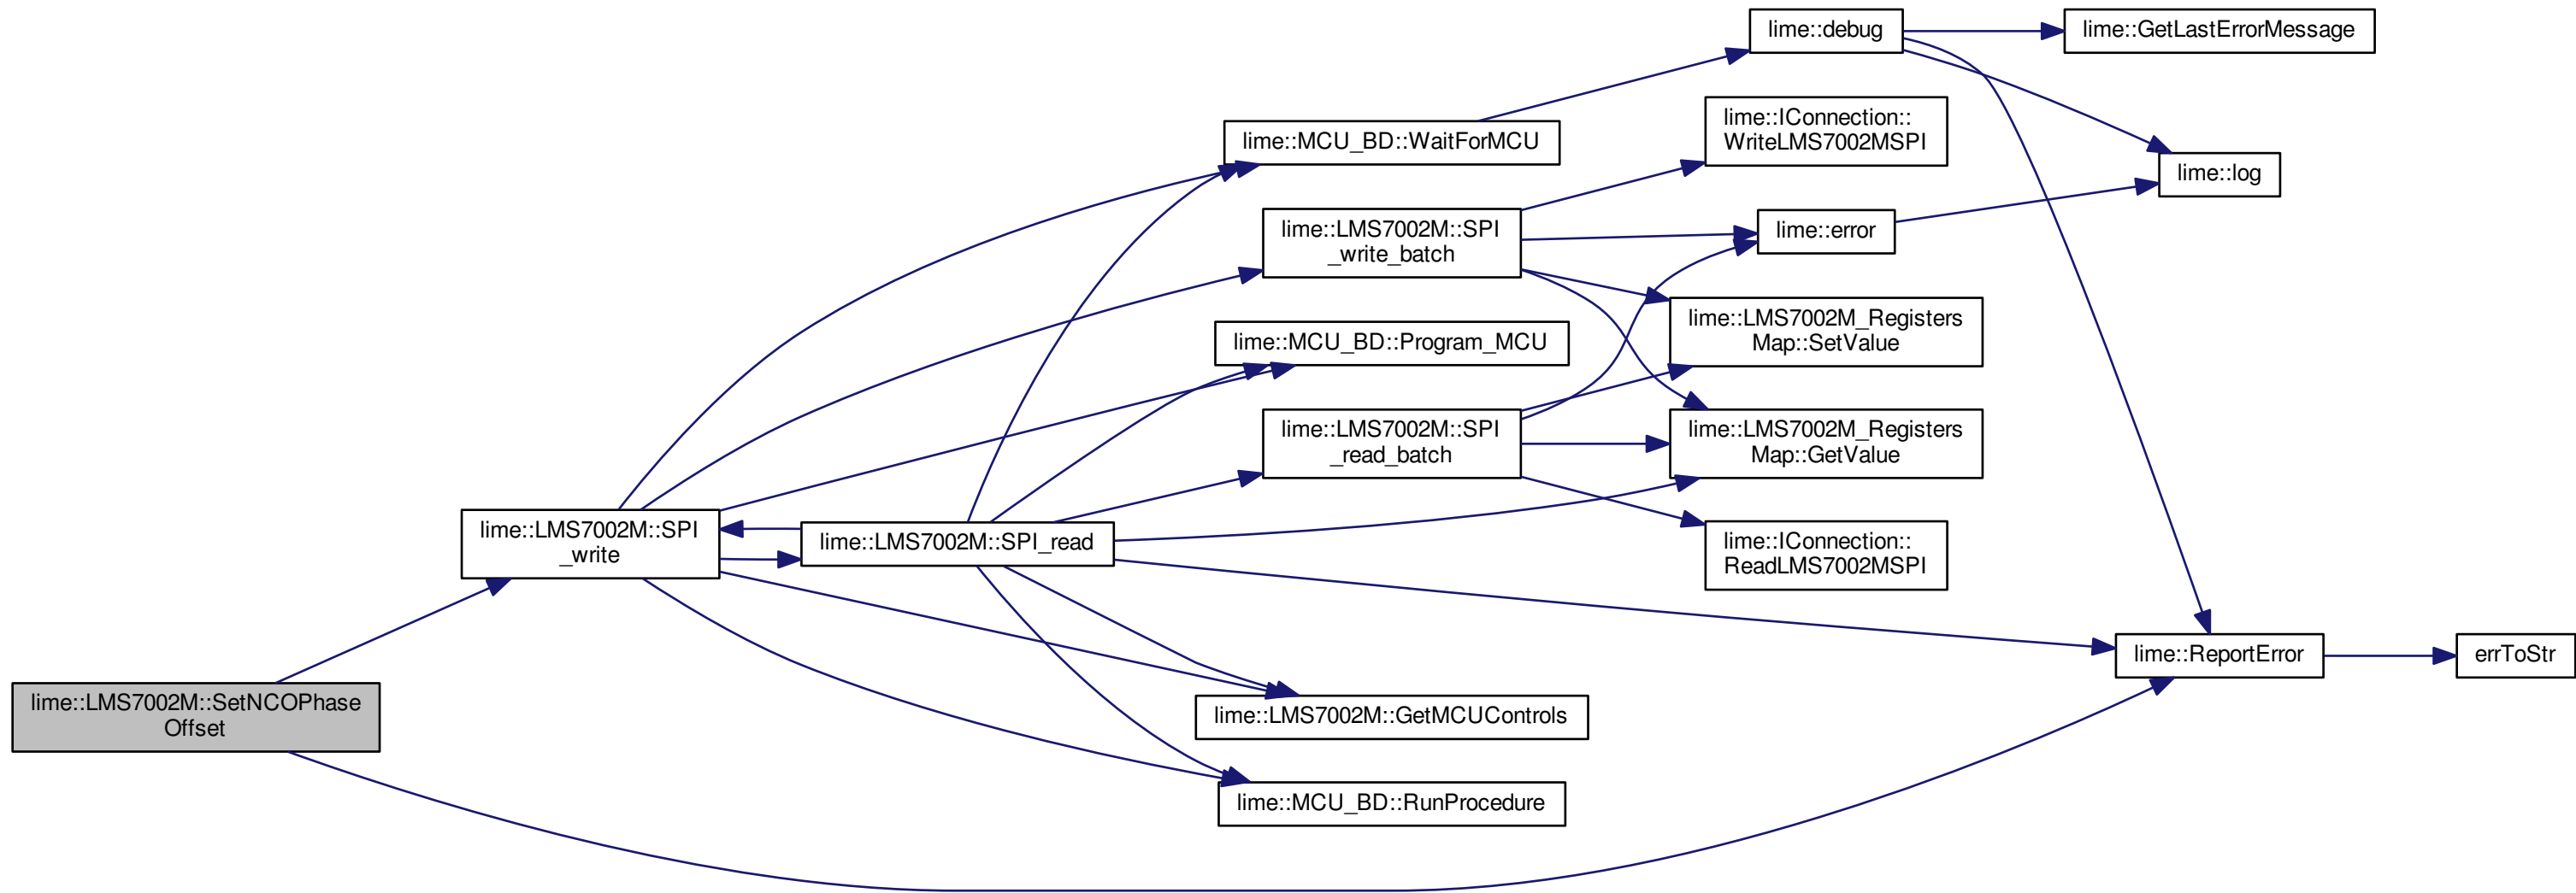 lime::debug
lime::GetLastErrorMessage
lime::IConnection::
WriteLMS7002MSPI
lime::MCU_BD::WaitForMCU
lime::log
lime::LMS7002M::SPI
_write_batch
lime::error
lime::LMS7002M_Registers
Map::SetValue
lime::MCU_BD::Program_MCU
lime::LMS7002M::SPI
_read_batch
lime::LMS7002M_Registers
Map::GetValue
lime::LMS7002M::SPI
_write
lime::LMS7002M::SPI_read
lime::IConnection::
ReadLMS7002MSPI
lime::ReportError
errToStr
lime::LMS7002M::SetNCOPhase
Offset
lime::LMS7002M::GetMCUControls
lime::MCU_BD::RunProcedure